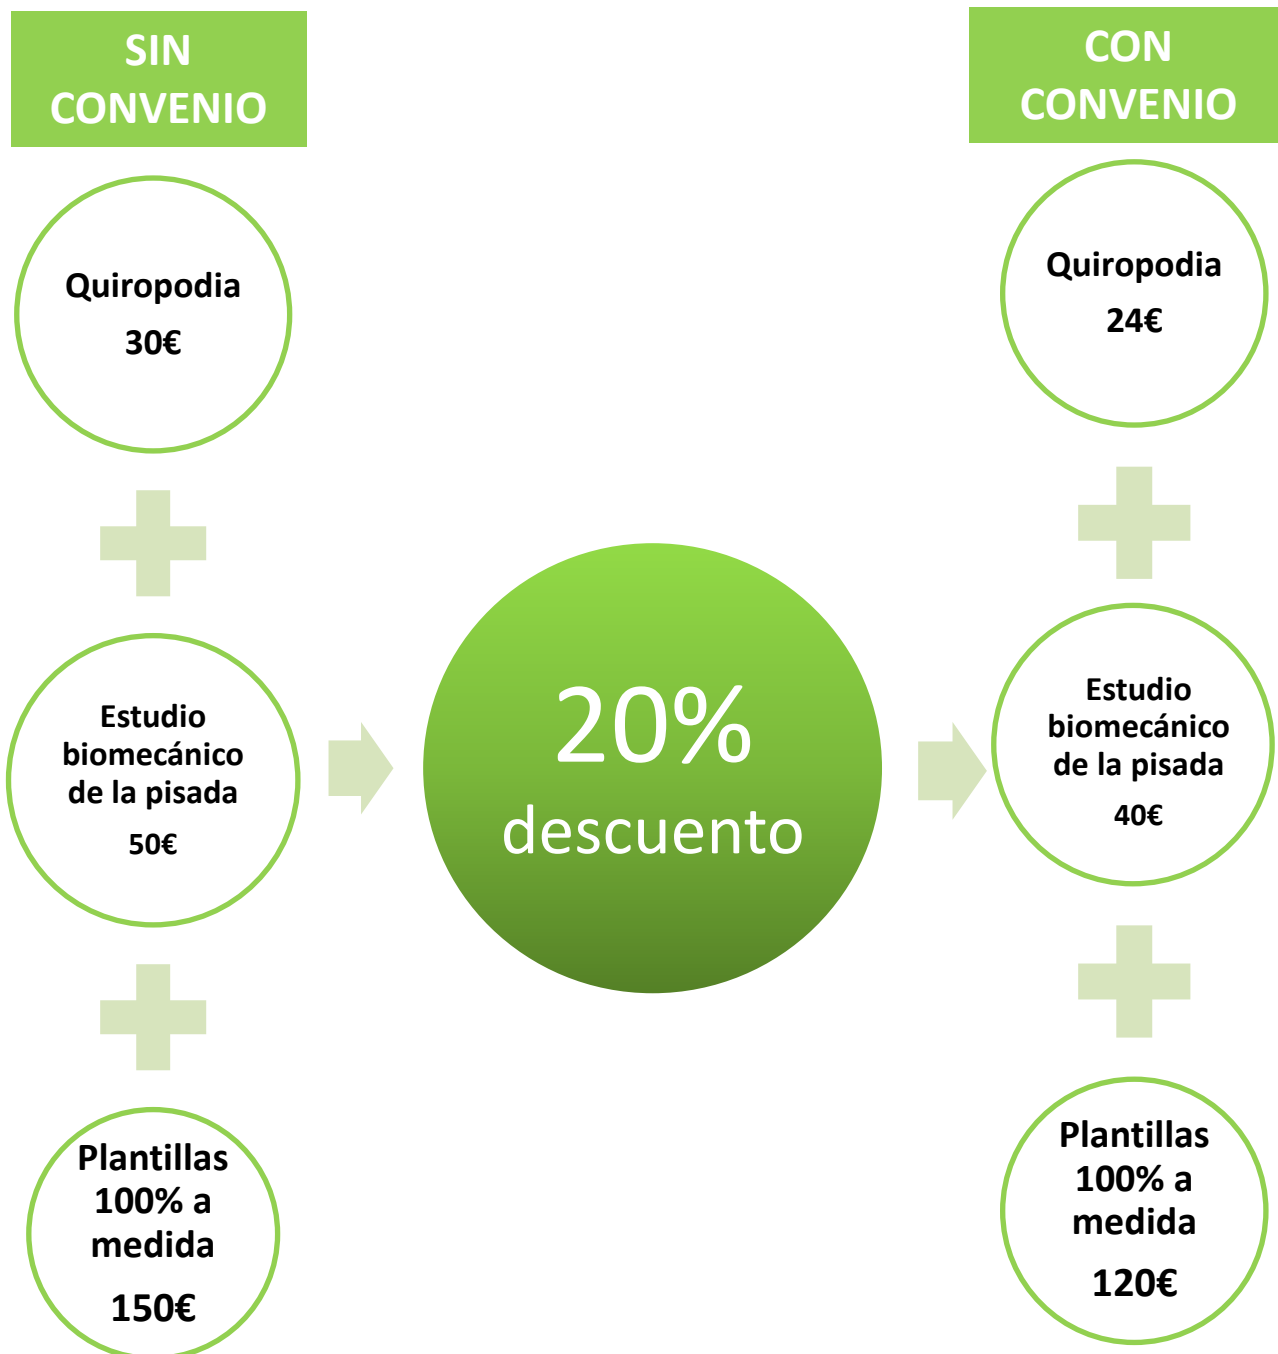 SIN
CONVENIO
Quiropodia
30€
Estudio
biomecánico
de la pisada
50€
Plantillas
100% a
medida
150€
20%
descuento
CON
CONVENIO
Quiropodia
24€
Estudio
biomecánico
de la pisada
40€
Plantillas
100% a
medida
120€